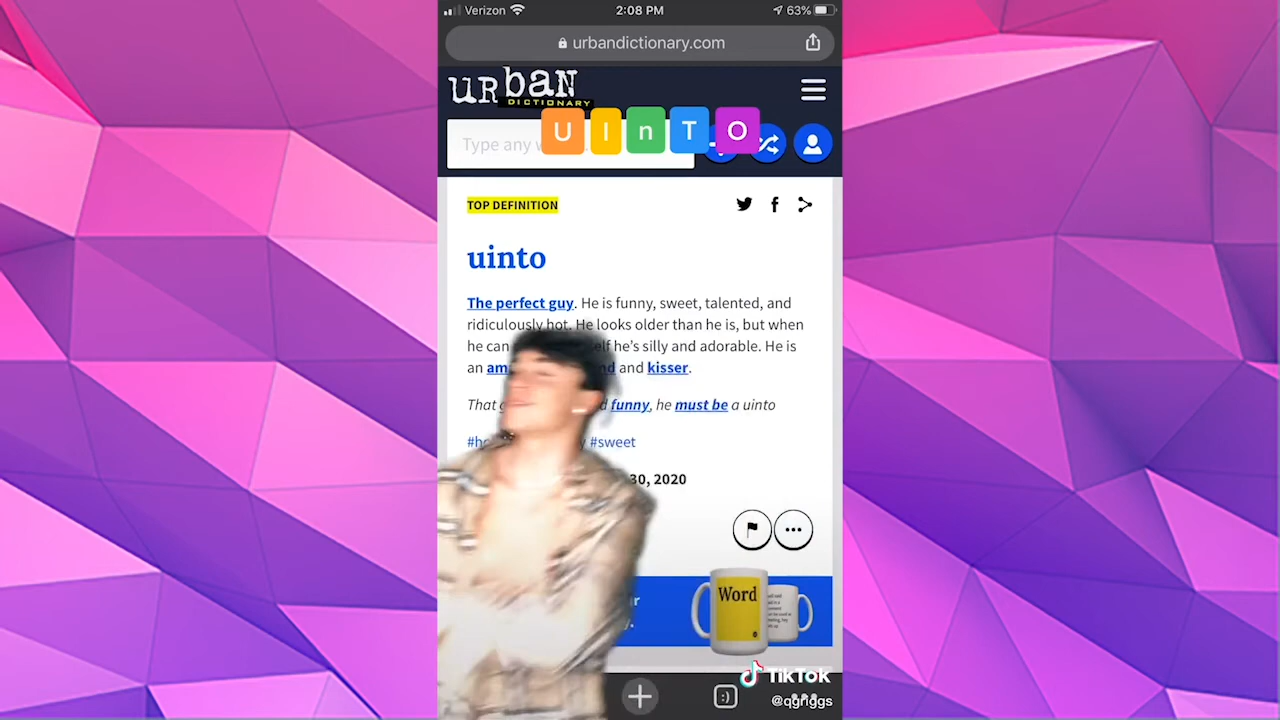 Verizon 2:08 PM 63%
urbandictionary.com
URBAN
DICTIONARY
U I n T O
Type any
TOP DEFINITION
uinto
The perfect guy. He is funny, sweet, talented, and
ridiculously hot. He looks older than he is, but when
he can he's silly and adorable. He is
an and kisser.
That funny, he must be a uinto
#sweet
30, 2020
Word
TikTok
@qgriggs